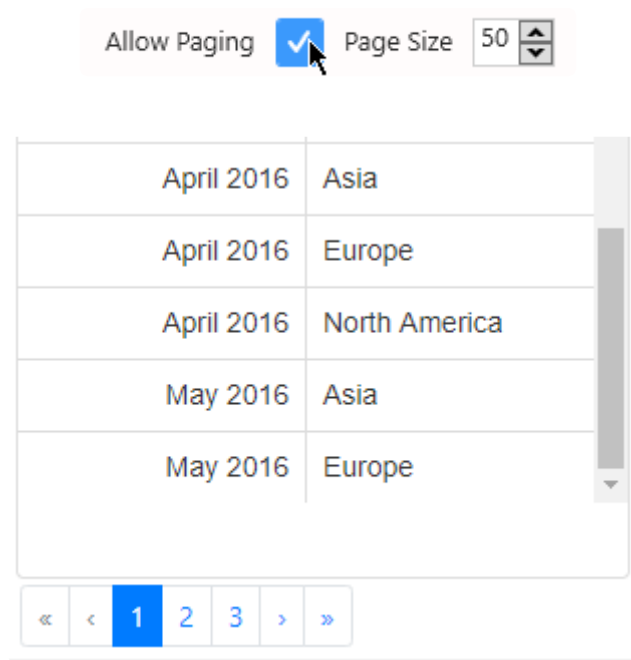 Allow Paging Page Size 50
April 2016 Asia
April 2016 Europe
April 2016 North America
May 2016 Asia
May 2016 Europe
« ‹ 1 2 3 › »